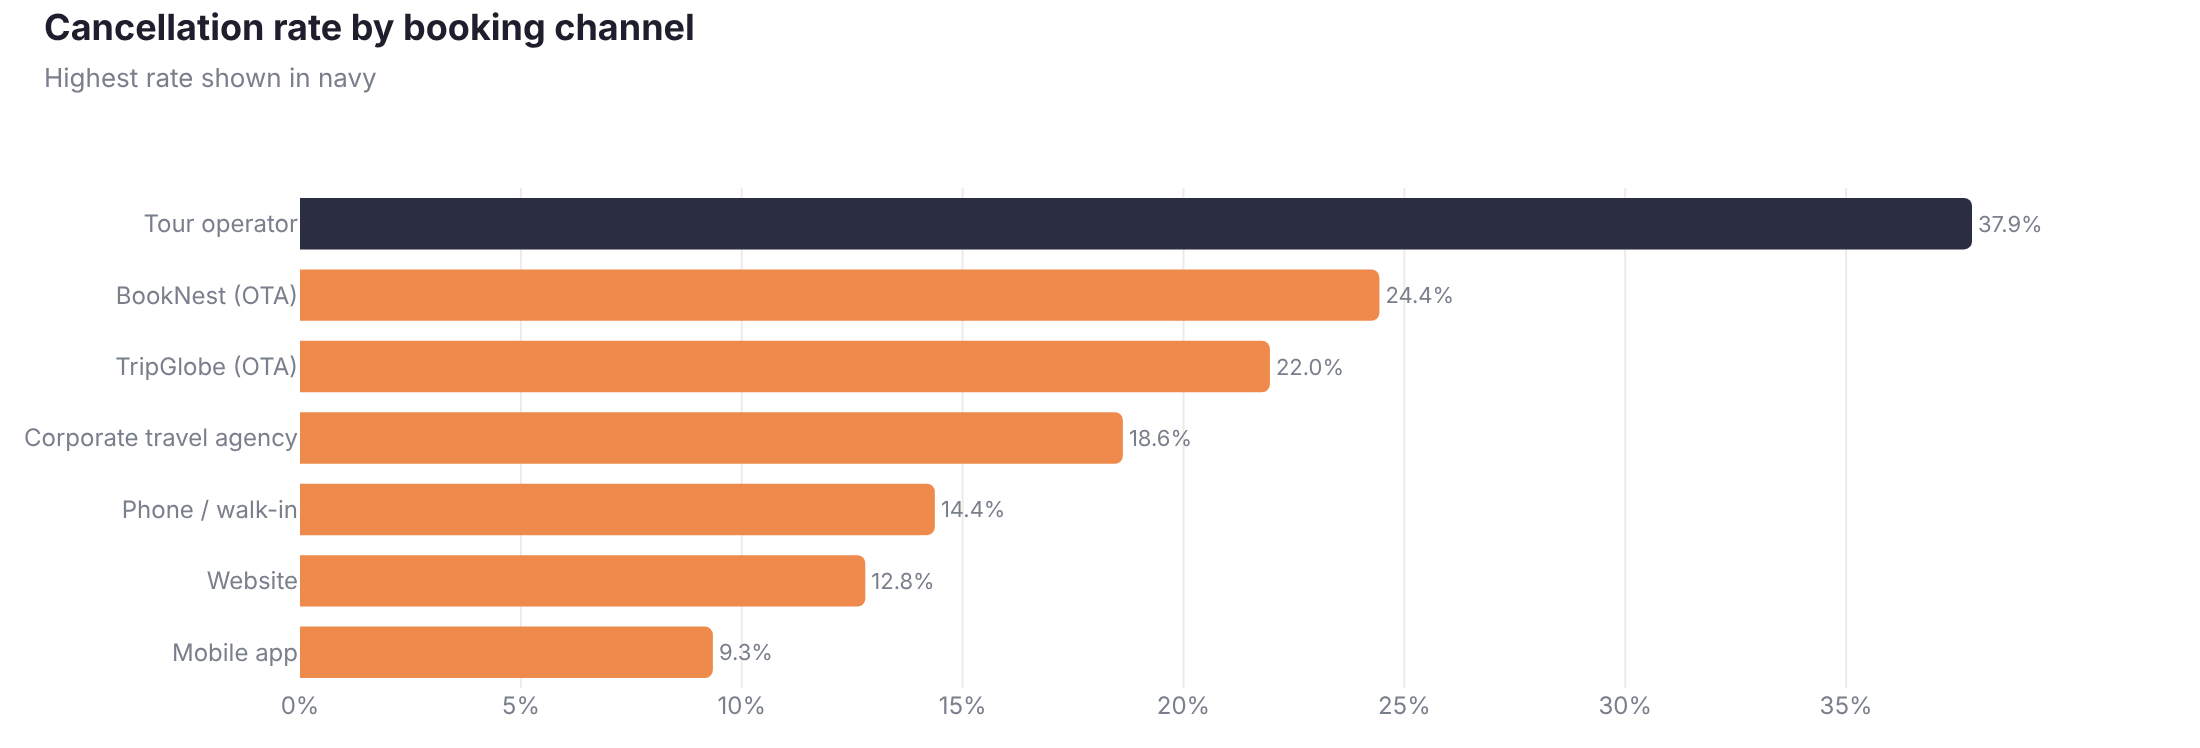 Cancellation rate by booking channel
Highest rate shown in navy
Tour operator 37.9%
BookNest (OTA) 24.4%
TripGlobe (OTA) 22.0%
Corporate travel agency 18.6%
Phone / walk-in 14.4%
Website 12.8%
Mobile app 9.3%
0% 5% 10% 15% 20% 25% 30% 35%